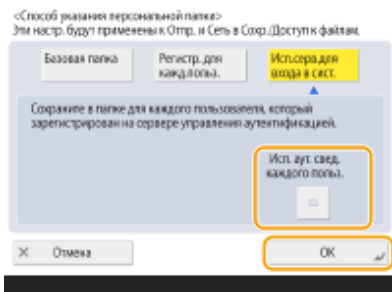 <Способ указания персональной папки>
Эти настр. будут применены к Отпр. и Сеть в Сохр./Доступ к файлам.
Базовая папка
Регистр. для
кажд.польз.
Исп.серв.для
входа в сист.
Сохраните в папке для каждого пользователя, который
зарегистрирован на сервере управления аутентификацией.
Исп. аут. свед.
каждого польз.
Отмена
OK